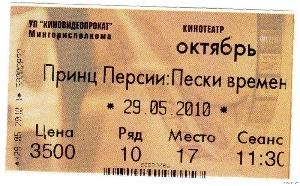 УП "КИНОВИДЕОПРОКАТ"
Мингорисполкома
КИНОТЕАТР
октябрь
Принц Персии:Пески времен
* 29.05.2010 *
Цена Ряд Место Сеанс
3500 10 17 11:30